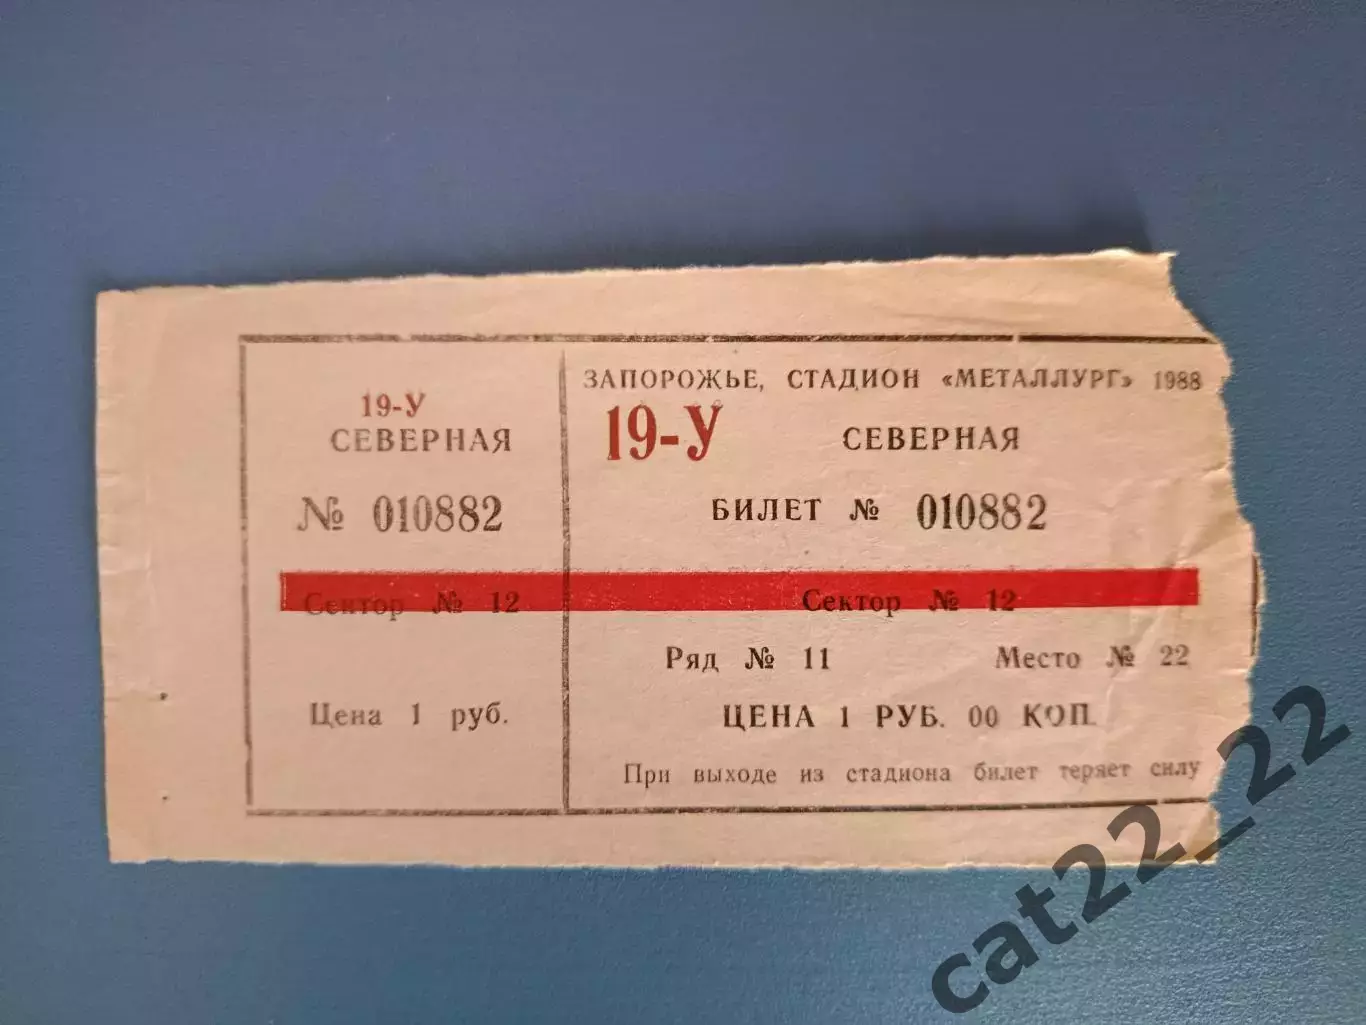 19-У
СЕВЕРНАЯ
№ 010882
Сектор № 12
Цена 1 руб.
ЗАПОРОЖЬЕ, СТАДИОН «МЕТАЛЛУРГ» 1988
19-У СЕВЕРНАЯ
БИЛЕТ № 010882
Сектор № 12
Ряд № 11 Место № 22
ЦЕНА 1 РУБ. 00 КОП.
При выходе из стадиона билет теряет силу
cat22_22